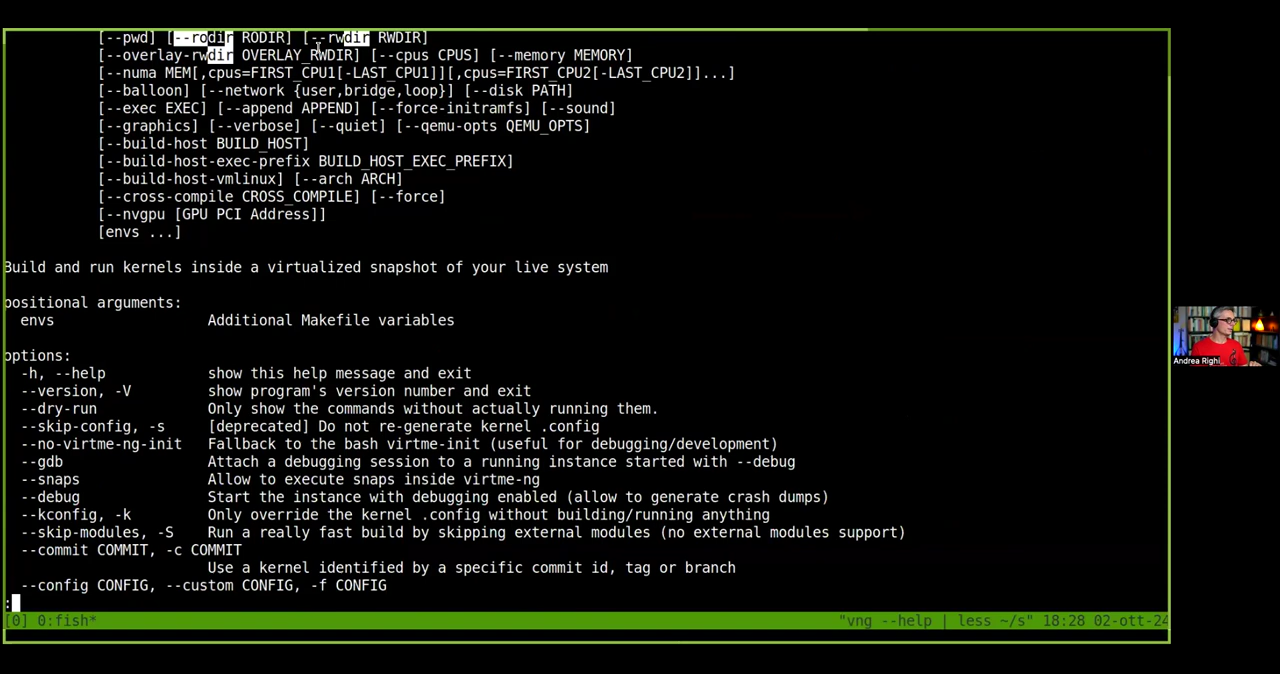 [--pwd] [--rodir RODIR] [--rwdir RWDIR]
[--overlay-rwdir OVERLAY_RWDIR] [--cpus CPUS] [--memory MEMORY]
[--numa MEM[,cpus=FIRST_CPU1[-LAST_CPU1]][,cpus=FIRST_CPU2[-LAST_CPU2]]...]
[--balloon] [--network {user,bridge,loop}] [--disk PATH]
[--exec EXEC] [--append APPEND] [--force-initramfs] [--sound]
[--graphics] [--verbose] [--quiet] [--qemu-opts QEMU_OPTS]
[--build-host BUILD_HOST]
[--build-host-exec-prefix BUILD_HOST_EXEC_PREFIX]
[--build-host-vmlinux] [--arch ARCH]
[--cross-compile CROSS_COMPILE] [--force]
[--nvgpu [GPU PCI Address]]
[envs ...]
Build and run kernels inside a virtualized snapshot of your live system
positional arguments:
envs Additional Makefile variables
options:
-h, --help show this help message and exit
--version, -V show program's version number and exit
--dry-run Only show the commands without actually running them.
--skip-config, -s [deprecated] Do not re-generate kernel .config
--no-virtme-ng-init Fallback to the bash virtme-init (useful for debugging/development)
--gdb Attach a debugging session to a running instance started with --debug
--snaps Allow to execute snaps inside virtme-ng
--debug Start the instance with debugging enabled (allow to generate crash dumps)
--kconfig, -k Only override the kernel .config without building/running anything
--skip-modules, -S Run a really fast build by skipping external modules (no external modules support)
--commit COMMIT, -c COMMIT
Use a kernel identified by a specific commit id, tag or branch
--config CONFIG, --custom CONFIG, -f CONFIG
:
[0] 0:fish* "vng --help | less ~/s" 18:28 02-ott-24
Andrea Righi